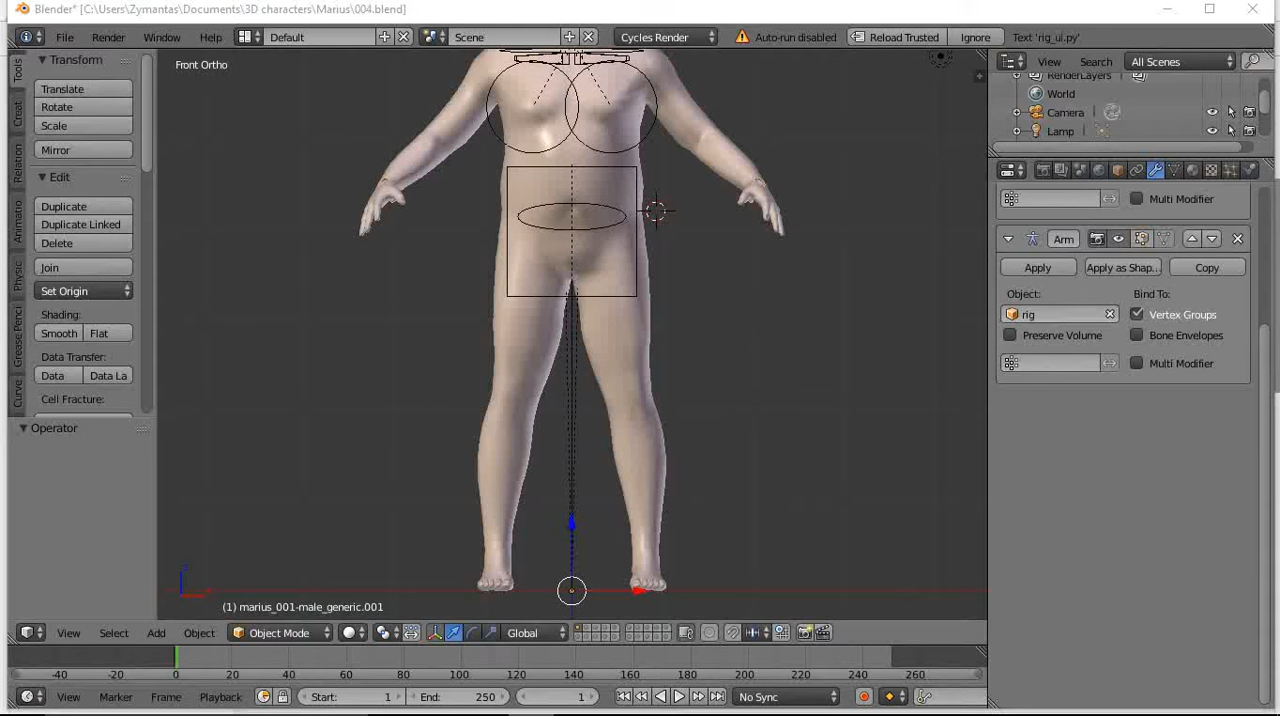 Blender* [C:\Users\Zymantas\Documents\3D characters\Marius\004.blend]
File Render Window Help Default Scene Cycles Render Auto-run disabled Reload Trusted Ignore Text 'rig_ui.py'
Transform
Translate
Rotate
Scale
Mirror
Edit
Duplicate
Duplicate Linked
Delete
Join
Set Origin
Shading:
Smooth Flat
Data Transfer:
Data Data La
Cell Fracture:
Operator
Tools
Creat
Relation
Animatio
Physic
Grease Penci
Curve
Front Ortho
(1) marius_001-male_generic.001
View Search All Scenes
RenderLayers
World
Camera
Lamp
Multi Modifier
Arm
Apply Apply as Shap... Copy
Object: Bind To:
rig Vertex Groups
Preserve Volume Bone Envelopes
Multi Modifier
View Select Add Object Object Mode Global
-40 -20 0 20 40 60 80 100 120 140 160 180 200 220 240 260 280
View Marker Frame Playback Start: 1 End: 250 1 No Sync